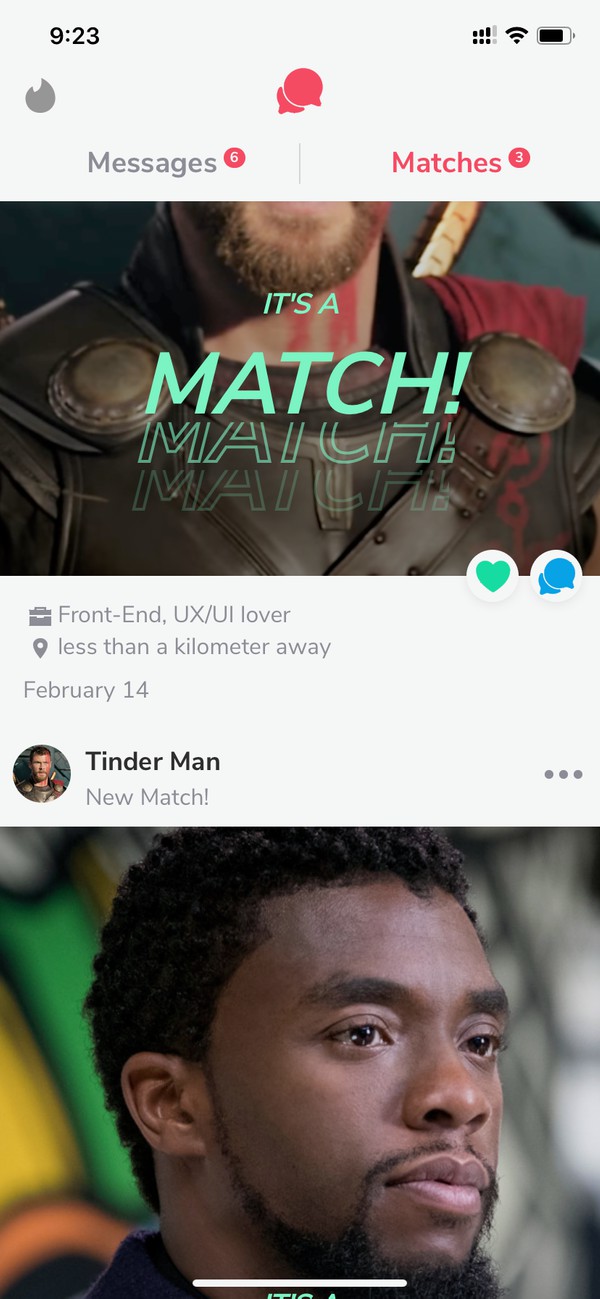 9:23
Messages 6
Matches 3
IT'S A
MATCH!
MATCH!
MATCH!
Front-End, UX/UI lover
less than a kilometer away
February 14
Tinder Man
New Match!
IT'S A